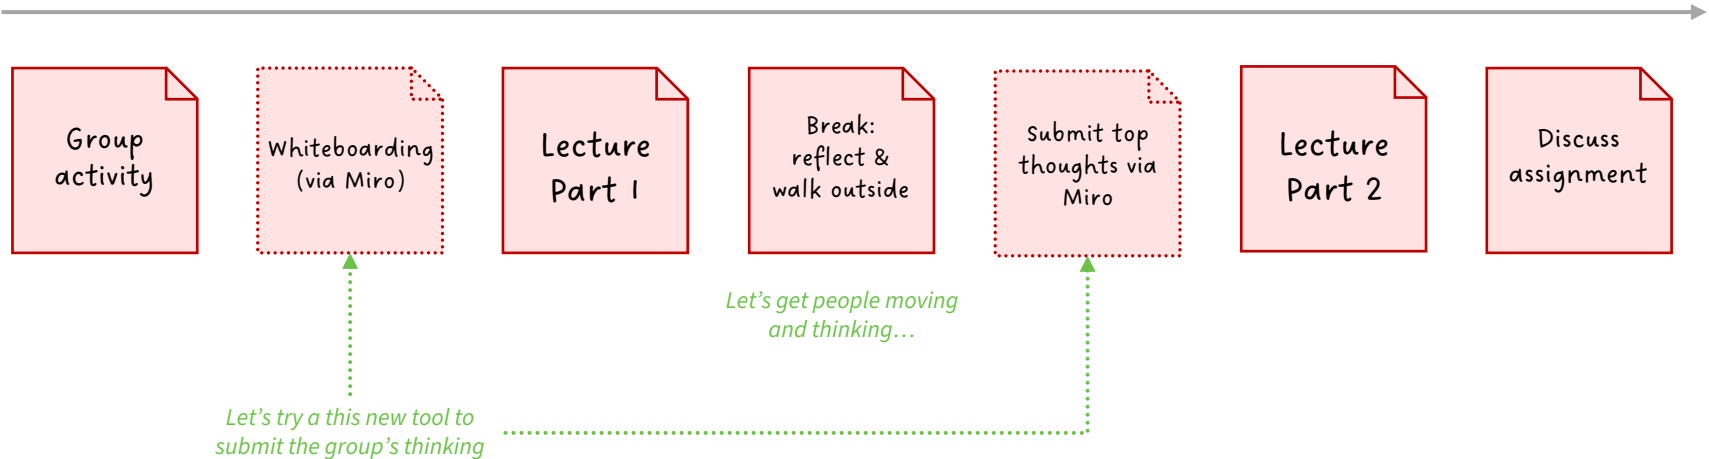 Group
activity
Whiteboarding
(via Miro)
Lecture
Part 1
Break:
reflect &
walk outside
Submit top
thoughts via
Miro
Lecture
Part 2
Discuss
assignment
Let's get people moving
and thinking...
Let's try a this new tool to
submit the group's thinking